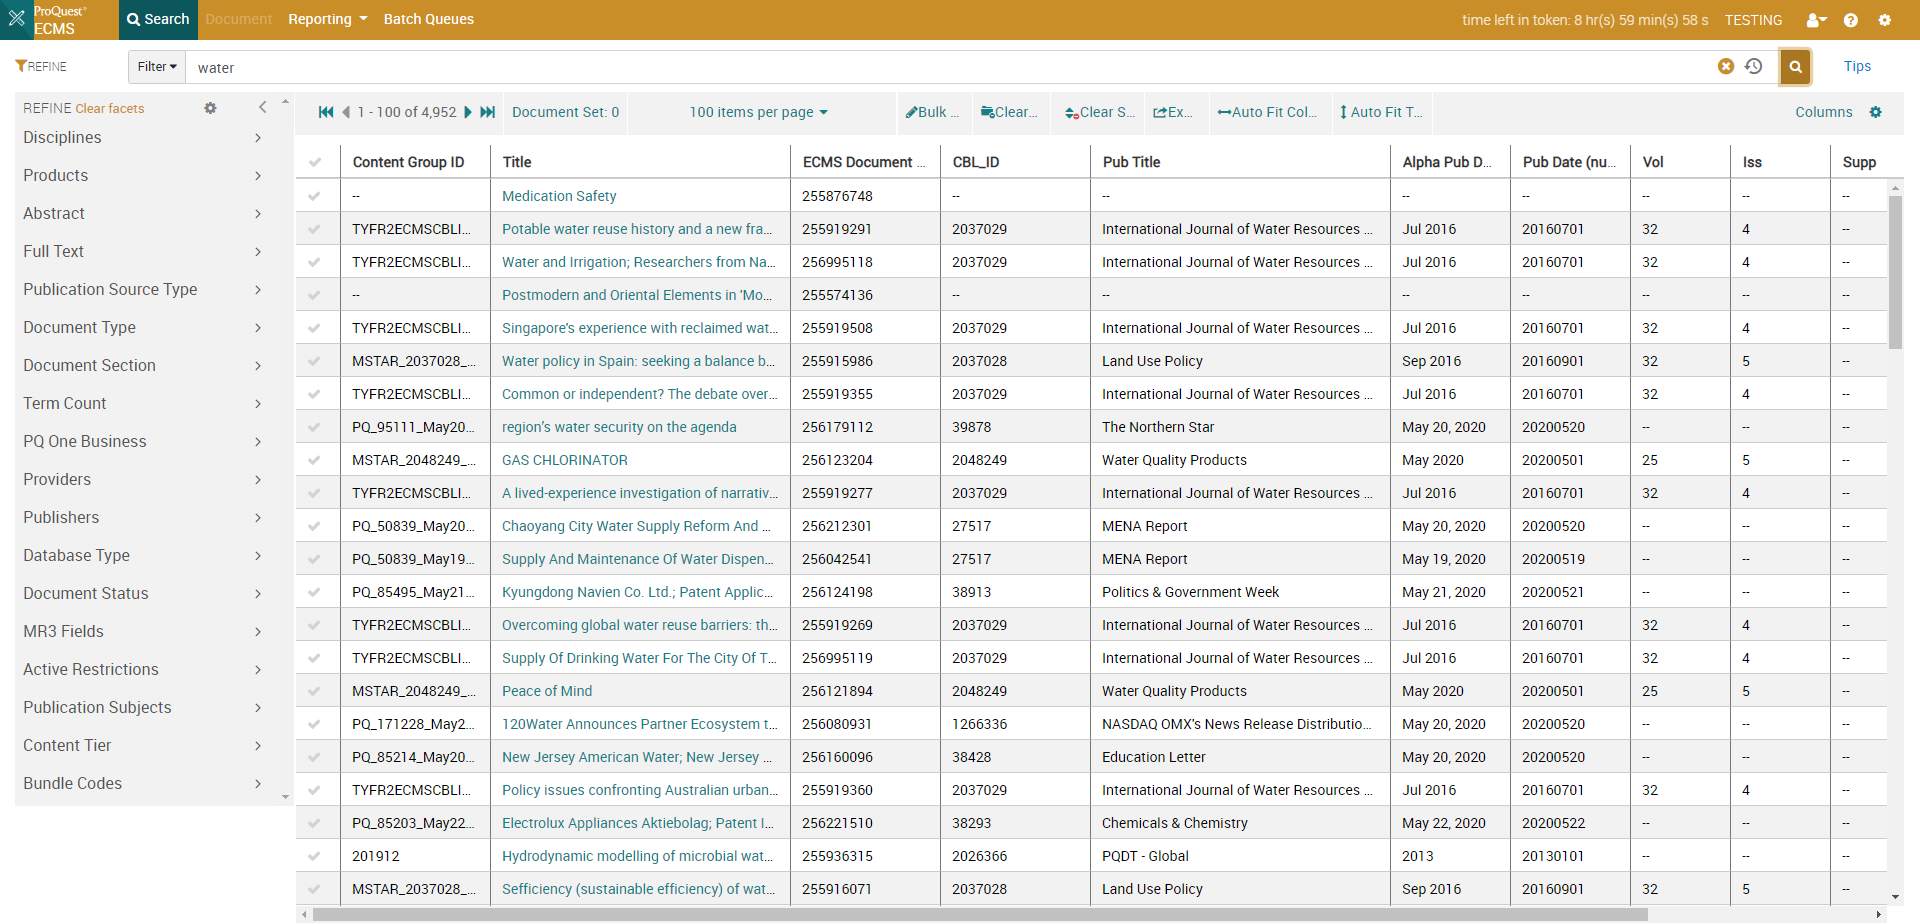 ProQuest® ECMS Search Document Reporting Batch Queues time left in token: 8 hr(s) 59 min(s) 58 s TESTING
REFINE Filter water Tips
REFINE Clear facets
Disciplines
Products
Abstract
Full Text
Publication Source Type
Document Type
Document Section
Term Count
PQ One Business
Providers
Publishers
Database Type
Document Status
MR3 Fields
Active Restrictions
Publication Subjects
Content Tier
Bundle Codes
1 - 100 of 4,952 Document Set: 0 100 items per page Bulk ... Clear... Clear S... Ex... Auto Fit Col... Auto Fit T... Columns
Content Group ID Title ECMS Document ... CBL_ID Pub Title Alpha Pub D... Pub Date (nu... Vol Iss Supp
-- Medication Safety 255876748 -- -- -- -- -- -- --
TYFR2ECMSCBLI... Potable water reuse history and a new fra... 255919291 2037029 International Journal of Water Resources ... Jul 2016 20160701 32 4 --
TYFR2ECMSCBLI... Water and Irrigation; Researchers from Na... 256995118 2037029 International Journal of Water Resources ... Jul 2016 20160701 32 4 --
-- Postmodern and Oriental Elements in 'Mo... 255574136 -- -- -- -- -- -- --
TYFR2ECMSCBLI... Singapore's experience with reclaimed wat... 255919508 2037029 International Journal of Water Resources ... Jul 2016 20160701 32 4 --
MSTAR_2037028_... Water policy in Spain: seeking a balance b... 255915986 2037028 Land Use Policy Sep 2016 20160901 32 5 --
TYFR2ECMSCBLI... Common or independent? The debate over... 255919355 2037029 International Journal of Water Resources ... Jul 2016 20160701 32 4 --
PQ_95111_May20... region's water security on the agenda 256179112 39878 The Northern Star May 20, 2020 20200520 -- -- --
MSTAR_2048249_... GAS CHLORINATOR 256123204 2048249 Water Quality Products May 2020 20200501 25 5 --
TYFR2ECMSCBLI... A lived-experience investigation of narrativ... 255919277 2037029 International Journal of Water Resources ... Jul 2016 20160701 32 4 --
PQ_50839_May20... Chaoyang City Water Supply Reform And ... 256212301 27517 MENA Report May 20, 2020 20200520 -- -- --
PQ_50839_May19... Supply And Maintenance Of Water Dispen... 256042541 27517 MENA Report May 19, 2020 20200519 -- -- --
PQ_85495_May21... Kyungdong Navien Co. Ltd.; Patent Applic... 256124198 38913 Politics & Government Week May 21, 2020 20200521 -- -- --
TYFR2ECMSCBLI... Overcoming global water reuse barriers: th... 255919269 2037029 International Journal of Water Resources ... Jul 2016 20160701 32 4 --
TYFR2ECMSCBLI... Supply Of Drinking Water For The City Of T... 256995119 2037029 International Journal of Water Resources ... Jul 2016 20160701 32 4 --
MSTAR_2048249_... Peace of Mind 256121894 2048249 Water Quality Products May 2020 20200501 25 5 --
PQ_171228_May2... 120Water Announces Partner Ecosystem t... 256080931 1266336 NASDAQ OMX's News Release Distributio... May 20, 2020 20200520 -- -- --
PQ_85214_May20... New Jersey American Water; New Jersey ... 256160096 38428 Education Letter May 20, 2020 20200520 -- -- --
TYFR2ECMSCBLI... Policy issues confronting Australian urban... 255919360 2037029 International Journal of Water Resources ... Jul 2016 20160701 32 4 --
PQ_85203_May22... Electrolux Appliances Aktiebolag; Patent I... 256221510 38293 Chemicals & Chemistry May 22, 2020 20200522 -- -- --
201912 Hydrodynamic modelling of microbial wat... 255936315 2026366 PQDT - Global 2013 20130101 -- -- --
MSTAR_2037028_... Sefficiency (sustainable efficiency) of wat... 255916071 2037028 Land Use Policy Sep 2016 20160901 32 5 --